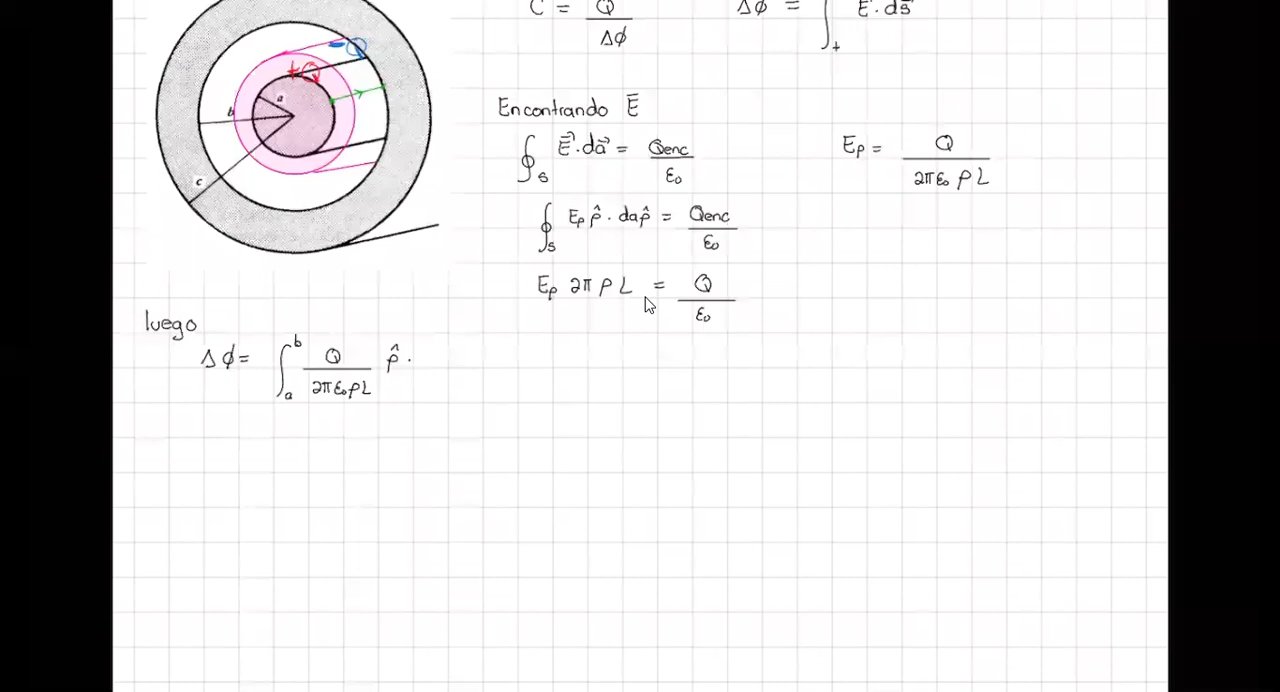 C = Q / Δϕ    Δϕ = ∫₊ E⃗ · ds⃗
-Q
+Q
a
b
c
Encontrando E̅
∮ₛ E⃗ · da⃗ = Qenc / ε₀    Eρ = Q / 2πε₀ρL
∮ₛ Eρ ρ̂ · da ρ̂ = Qenc / ε₀
Eρ 2π ρ L = Q / ε₀
luego
Δϕ = ∫ₐᵇ Q / 2πε₀ρL ρ̂ ·